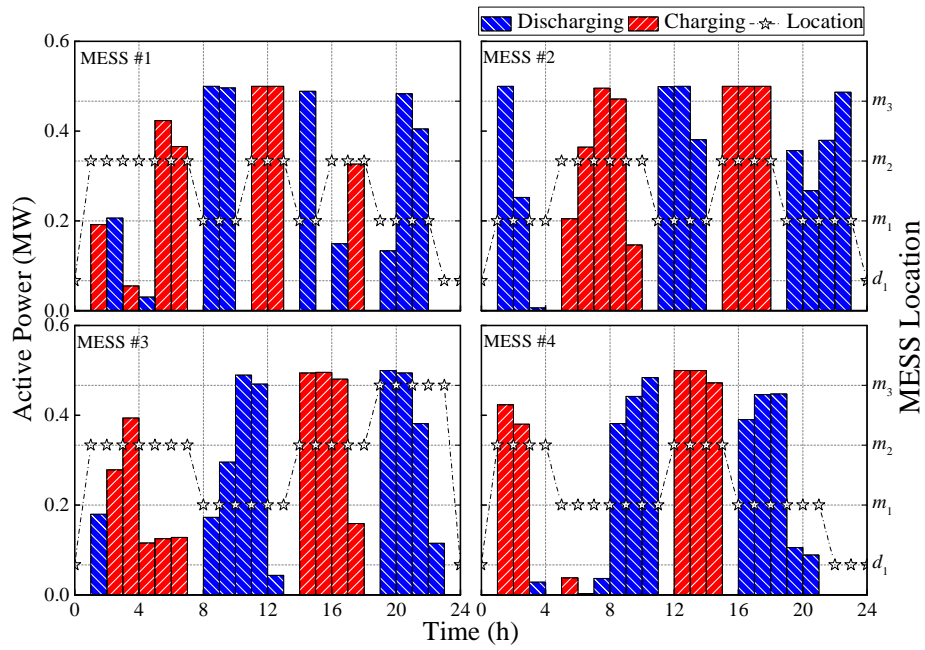 Discharging Charging Location
MESS #1
MESS #2
0.6
0.4
0.2
0.0
m3
m2
m1
d1
MESS #3
MESS #4
0.6
0.4
0.2
0.0
m3
m2
m1
d1
0 4 8 12 16 20 24
0 4 8 12 16 20 24
Active Power (MW)
MESS Location
Time (h)